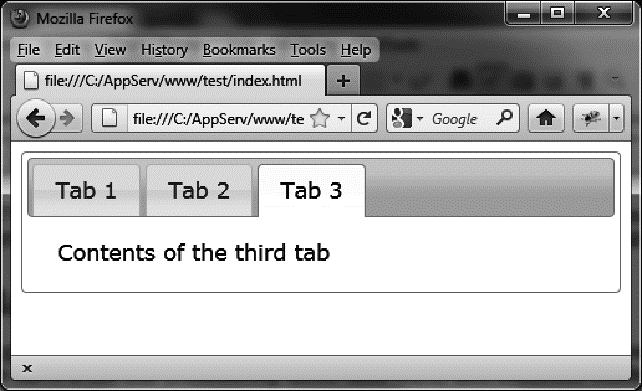 Mozilla Firefox
File Edit View History Bookmarks Tools Help
file:///C:/AppServ/www/test/index.html
file:///C:/AppServ/www/te Google
Tab 1 Tab 2 Tab 3
Contents of the third tab